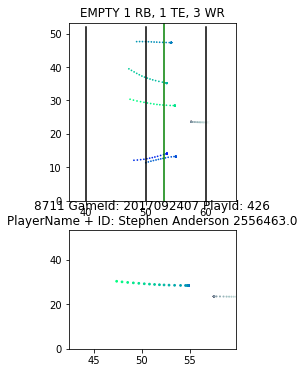 EMPTY 1 RB, 1 TE, 3 WR
50
40
30
20
10
0
40 50 60
8711 GameId: 2017092407 PlayId: 426
PlayerName + ID: Stephen Anderson 2556463.0
40
20
0
45 50 55